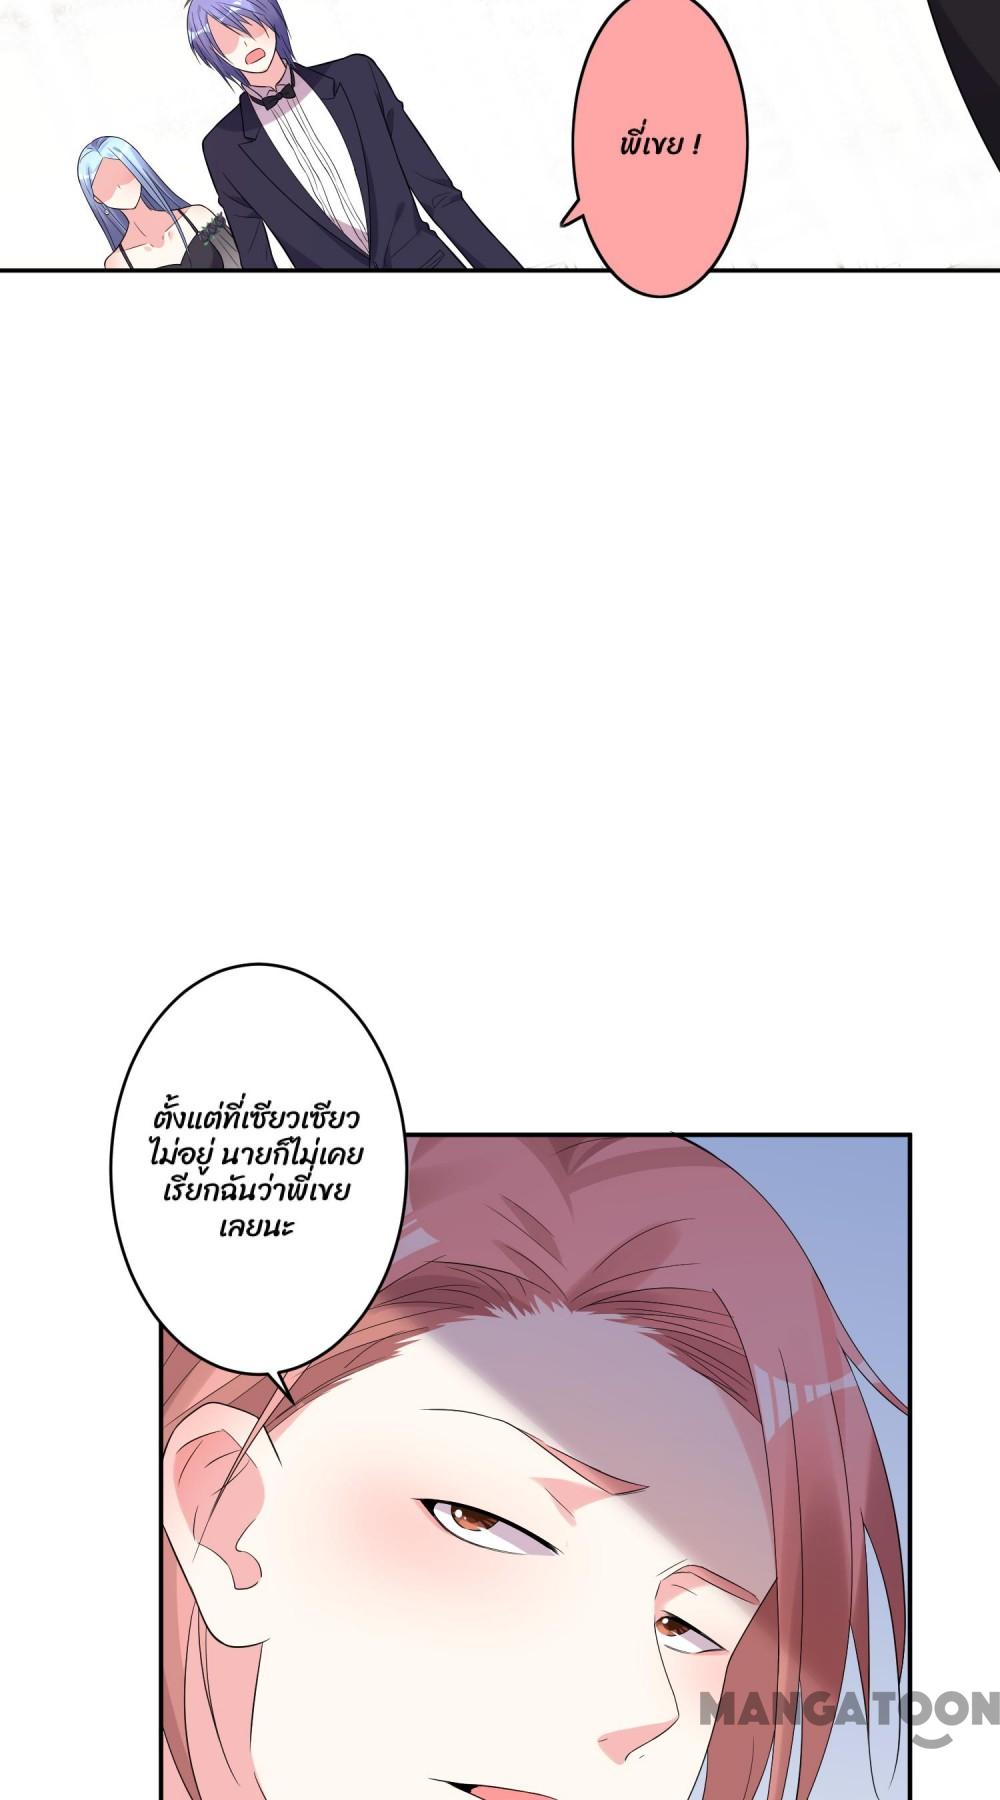 พี่เขย !
ตั้งแต่ที่เซียวเซียว
ไม่อยู่ นายก็ไม่เคย
เรียกฉันว่าพี่เขย
เลยนะ
MANGATOON